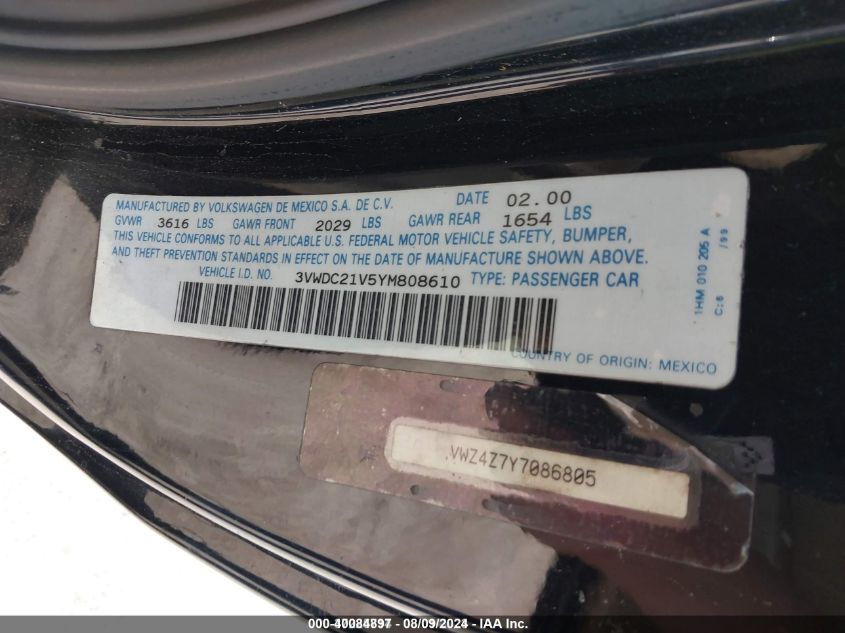 MANUFACTURED BY VOLKSWAGEN DE MEXICO S.A. DE C.V. DATE 02.00
GVWR 3616 LBS GAWR FRONT 2029 LBS GAWR REAR 1654 LBS
THIS VEHICLE CONFORMS TO ALL APPLICABLE U.S. FEDERAL MOTOR VEHICLE SAFETY, BUMPER,
AND THEFT PREVENTION STANDARDS IN EFFECT ON THE DATE OF MANUFACTURE SHOWN ABOVE.
VEHICLE I.D. NO. 3VWDC21V5YM808610 TYPE: PASSENGER CAR
COUNTRY OF ORIGIN: MEXICO
1HM 010 205 A
C:6 /99
VWZ4Z7Y7086805
000-40084897 - 08/09/2024 - IAA Inc.